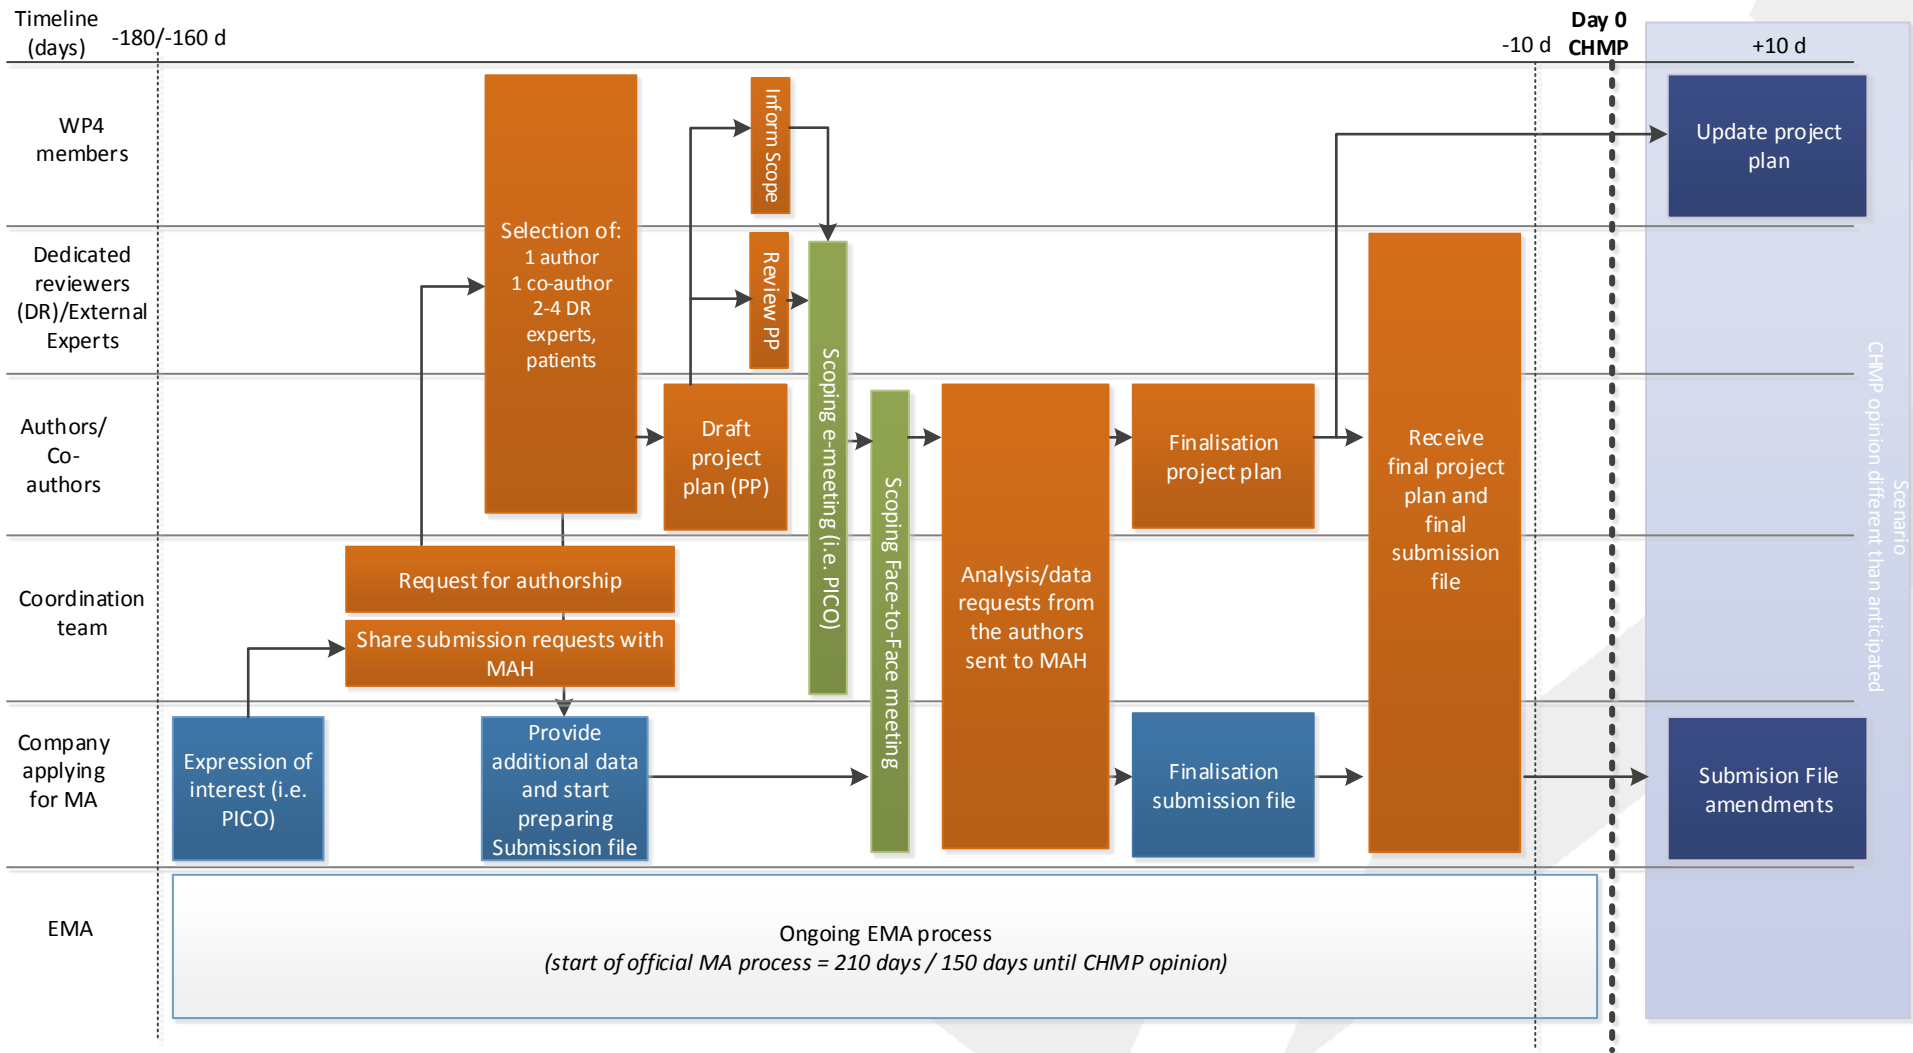 Timeline
(days)
-180/-160 d
-10 d
Day 0
CHMP
+10 d
WP4
members
Inform Scope
Update project
plan
Dedicated
reviewers
(DR)/External
Experts
Selection of:
1 author
1 co-author
2-4 DR
experts,
patients
Review PP
Scoping e-meeting (i.e. PICO)
Authors/
Co-
authors
Draft
project
plan (PP)
Scoping Face-to-Face meeting
Finalisation
project plan
Receive
final project
plan and
final
submission
file
Scenario
CHMP opinion different than anticipated
Coordination
team
Request for authorship
Share submission requests with
MAH
Analysis/data
requests from
the authors
sent to MAH
Company
applying
for MA
Expression of
interest (i.e.
PICO)
Provide
additional data
and start
preparing
Submission file
Finalisation
submission file
Submision File
amendments
EMA
Ongoing EMA process
(start of official MA process = 210 days / 150 days until CHMP opinion)